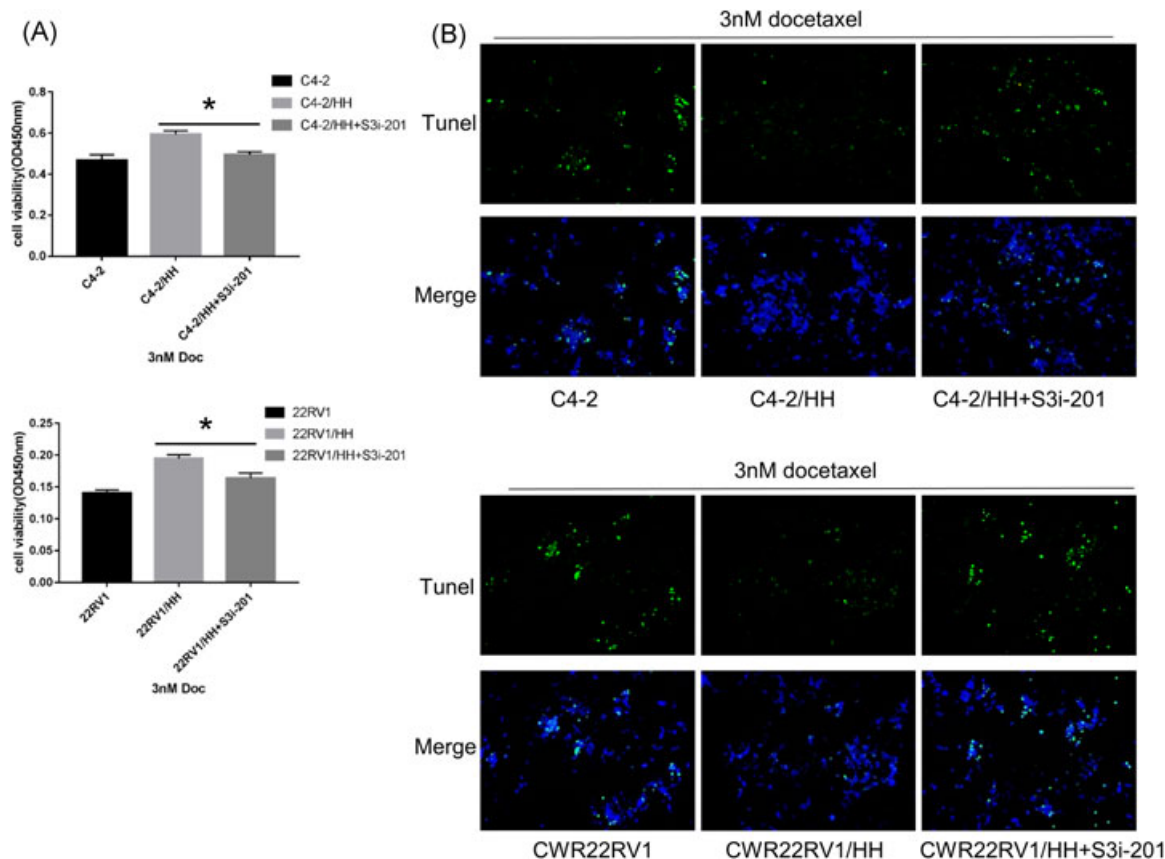 (A)
C4-2
C4-2/HH
C4-2/HH+S3i-201
*
cell viability(OD450nm)
0.8
0.6
0.4
0.2
0.0
C4-2
C4-2/HH
C4-2/HH+S3i-201
3nM Doc
22RV1
22RV1/HH
22RV1/HH+S3i-201
*
cell viability(OD450nm)
0.25
0.20
0.15
0.10
0.05
0.00
22RV1
22RV1/HH
22RV1/HH+S3i-201
3nM Doc
(B)
3nM docetaxel
Tunel
Merge
C4-2
C4-2/HH
C4-2/HH+S3i-201
3nM docetaxel
Tunel
Merge
CWR22RV1
CWR22RV1/HH
CWR22RV1/HH+S3i-201